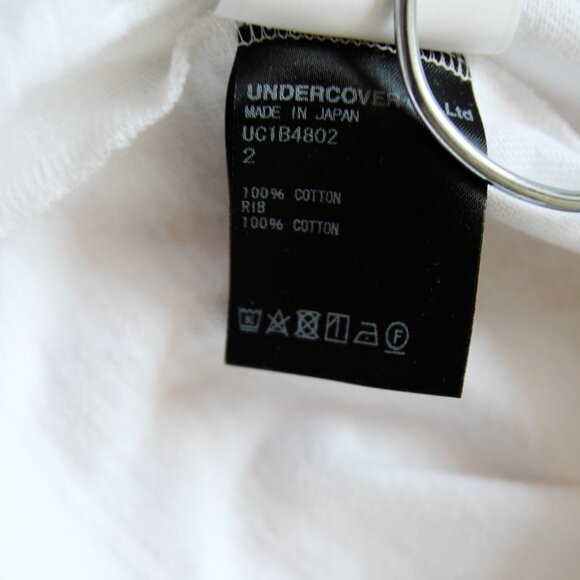 UNDERCOVER Ltd
MADE IN JAPAN
UC1B4802
2
100% COTTON
RIB
100% COTTON
F